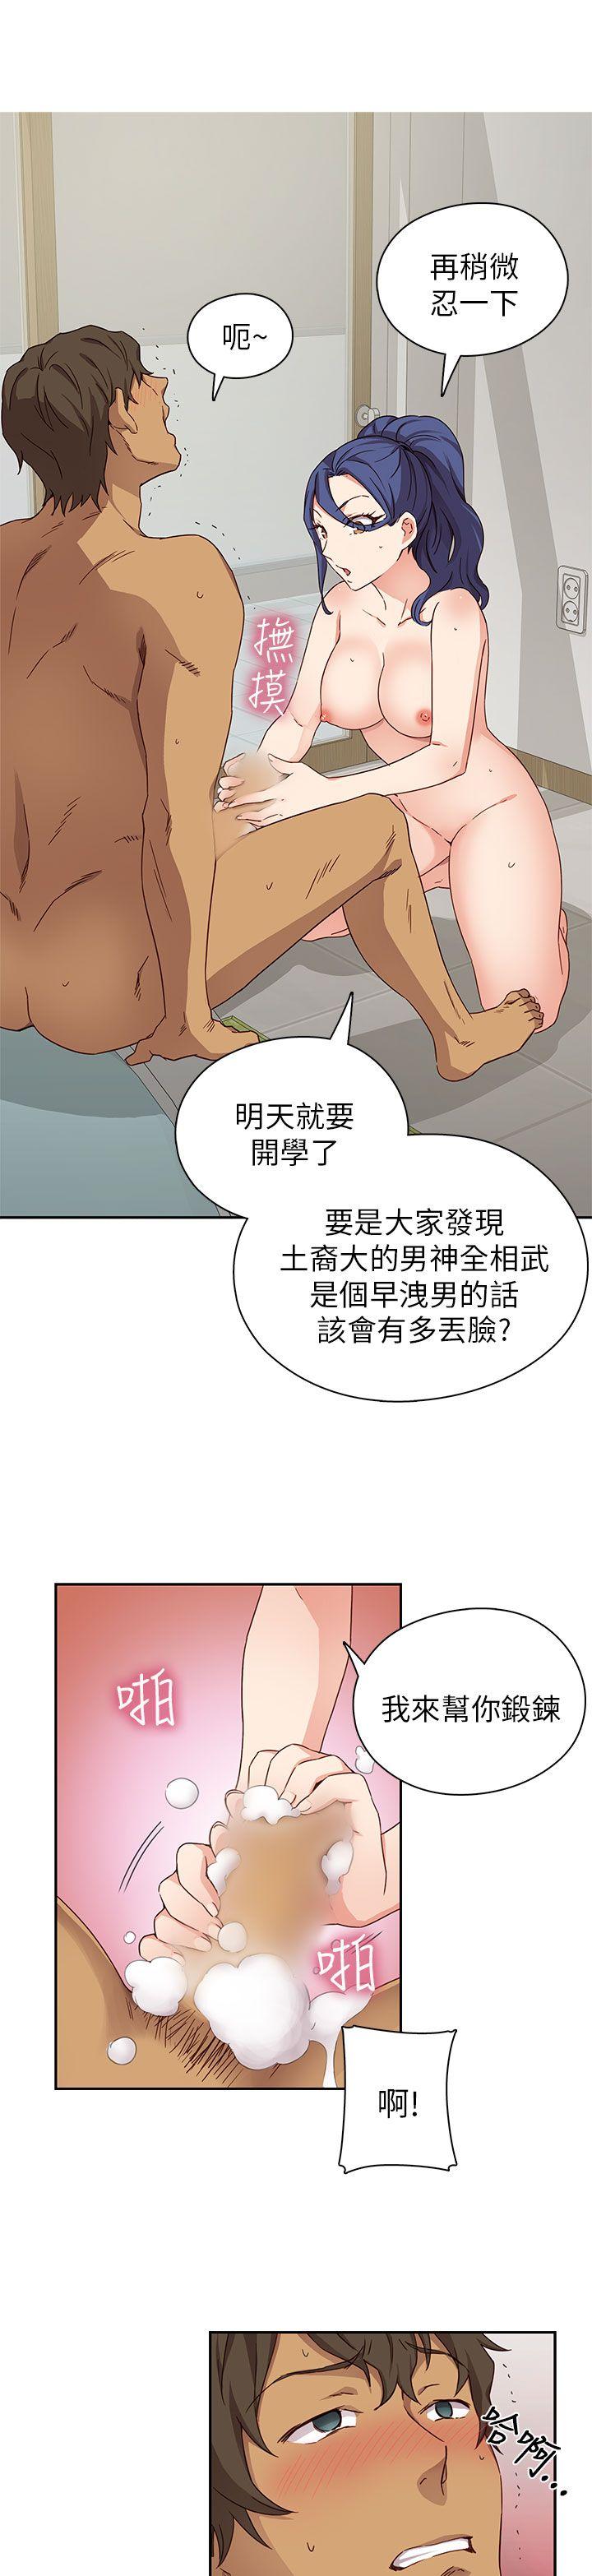 再稍微
忍一下
呃~
撫
摸
明天就要
開學了
要是大家發現
土裔大的男神全相武
是個早洩男的話
該會有多丟臉?
我來幫你鍛鍊
啪
啪
啊!
哈啊...